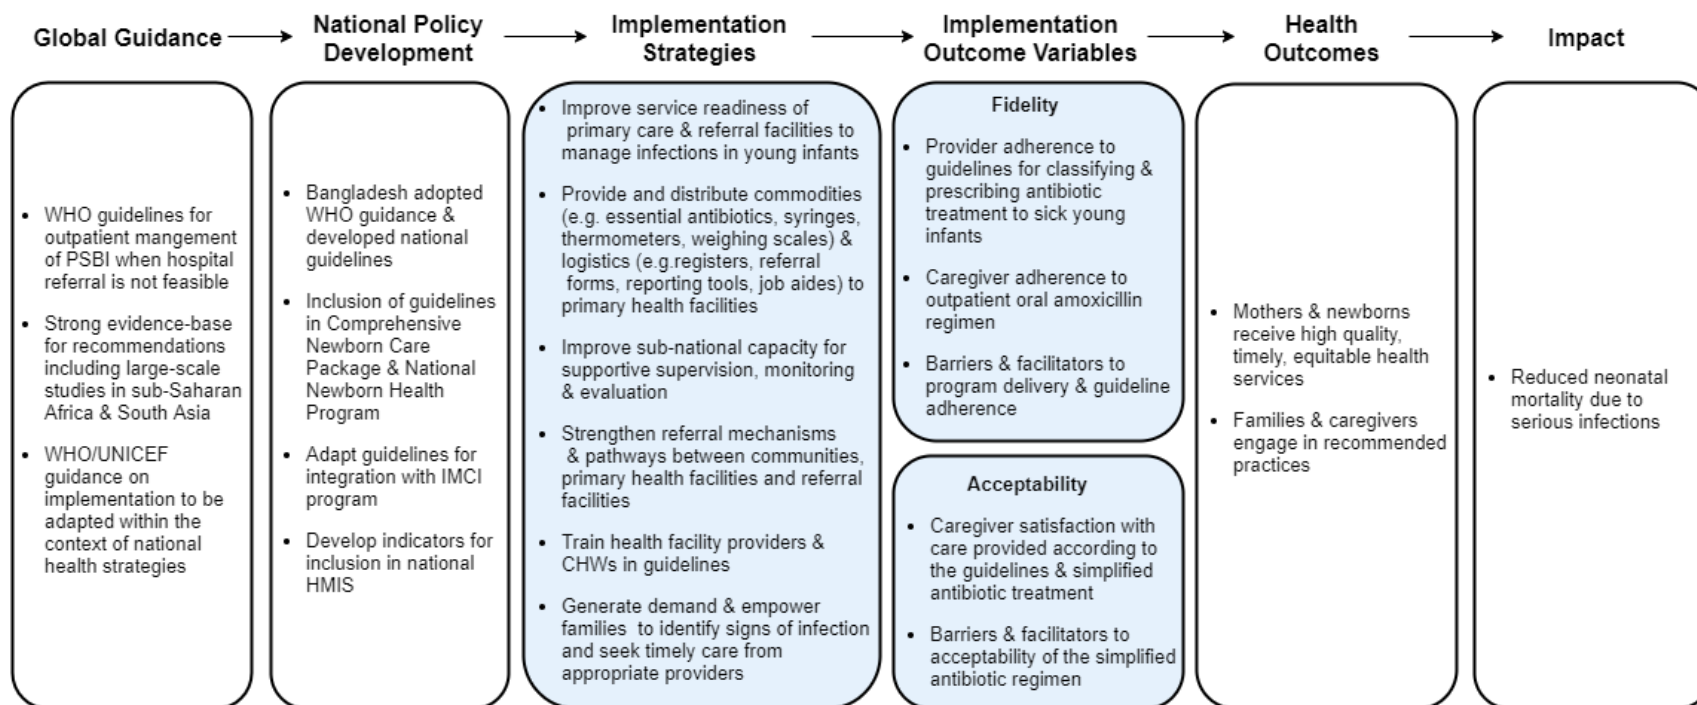 Global Guidance
National Policy
Development
Implementation
Strategies
Implementation
Outcome Variables
Health
Outcomes
Impact
• WHO guidelines for
outpatient mangement
of PSBI when hospital
referral is not feasible
• Strong evidence-base
for recommendations
including large-scale
studies in sub-Saharan
Africa & South Asia
• WHO/UNICEF
guidance on
implementation to be
adapted within the
context of national
health strategies
• Bangladesh adopted
WHO guidance &
developed national
guidelines
• Inclusion of guidelines
in Comprehensive
Newborn Care
Package & National
Newborn Health
Program
• Adapt guidelines for
integration with IMCI
program
• Develop indicators for
inclusion in national
HMIS
• Improve service readiness of
primary care & referral facilities to
manage infections in young infants
• Provide and distribute commodities
(e.g. essential antibiotics, syringes,
thermometers, weighing scales) &
logistics (e.g.registers, referral
forms, reporting tools, job aides) to
primary health facilities
• Improve sub-national capacity for
supportive supervision, monitoring
& evaluation
• Strengthen referral mechanisms
& pathways between communities,
primary health facilities and referral
facilities
• Train health facility providers &
CHWs in guidelines
• Generate demand & empower
families to identify signs of infection
and seek timely care from
appropriate providers
Fidelity
• Provider adherence to
guidelines for classifying &
prescribing antibiotic
treatment to sick young
infants
• Caregiver adherence to
outpatient oral amoxicillin
regimen
• Barriers & facilitators to
program delivery & guideline
adherence
Acceptability
• Caregiver satisfaction with
care provided according to
the guidelines & simplified
antibiotic treatment
• Barriers & facilitators to
acceptability of the simplified
antibiotic regimen
• Mothers & newborns
receive high quality,
timely, equitable health
services
• Families & caregivers
engage in recommended
practices
• Reduced neonatal
mortality due to
serious infections